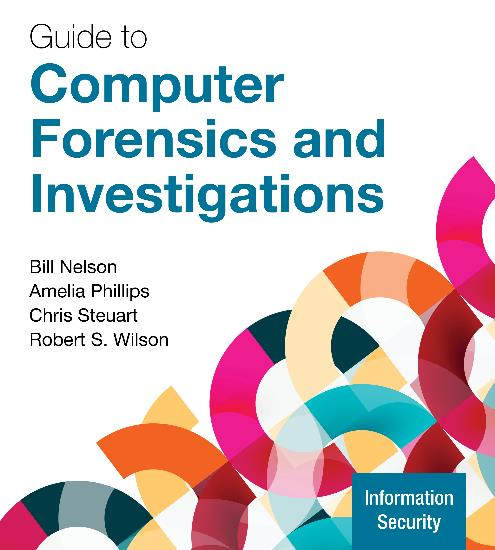 Guide to
Computer
Forensics and
Investigations
Bill Nelson
Amelia Phillips
Chris Steuart
Robert S. Wilson
Information
Security